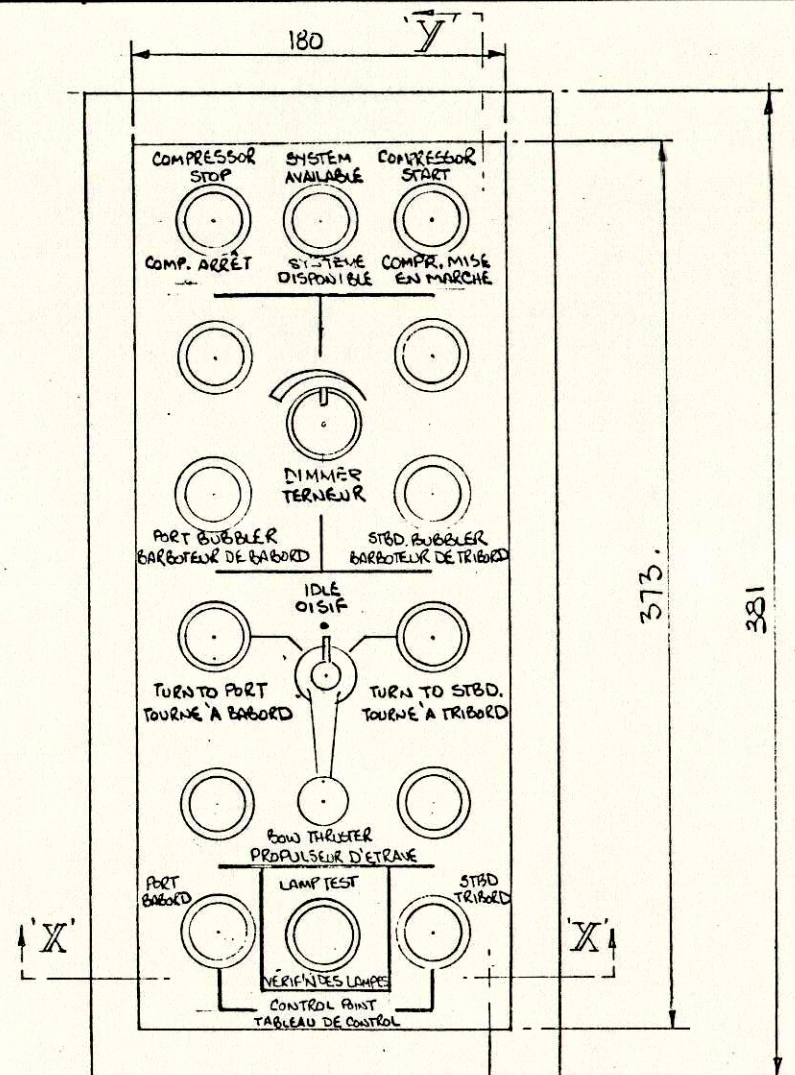 180
'Y'
COMPRESSOR
STOP
SYSTEM
AVAILABLE
COMPRESSOR
START
COMP. ARRÊT
SYSTEME
DISPONIBLE
COMPR. MISE
EN MARCHE
DIMMER
TERNEUR
PORT BUBBLER
BARBOTEUR DE BABORD
STBD. BUBBLER
BARBOTEUR DE TRIBORD
373.
381
IDLE
OISIF
TURN TO PORT
TOURNE 'A BABORD
TURN TO STBD.
TOURNE 'A TRIBORD
BOW THRUSTER
PROPULSEUR D'ETRAVE
PORT
BABORD
LAMP TEST
STBD
TRIBORD
'X'
'X'
VÉRIF'N DES LAMPES
CONTROL POINT
TABLEAU DE CONTROL